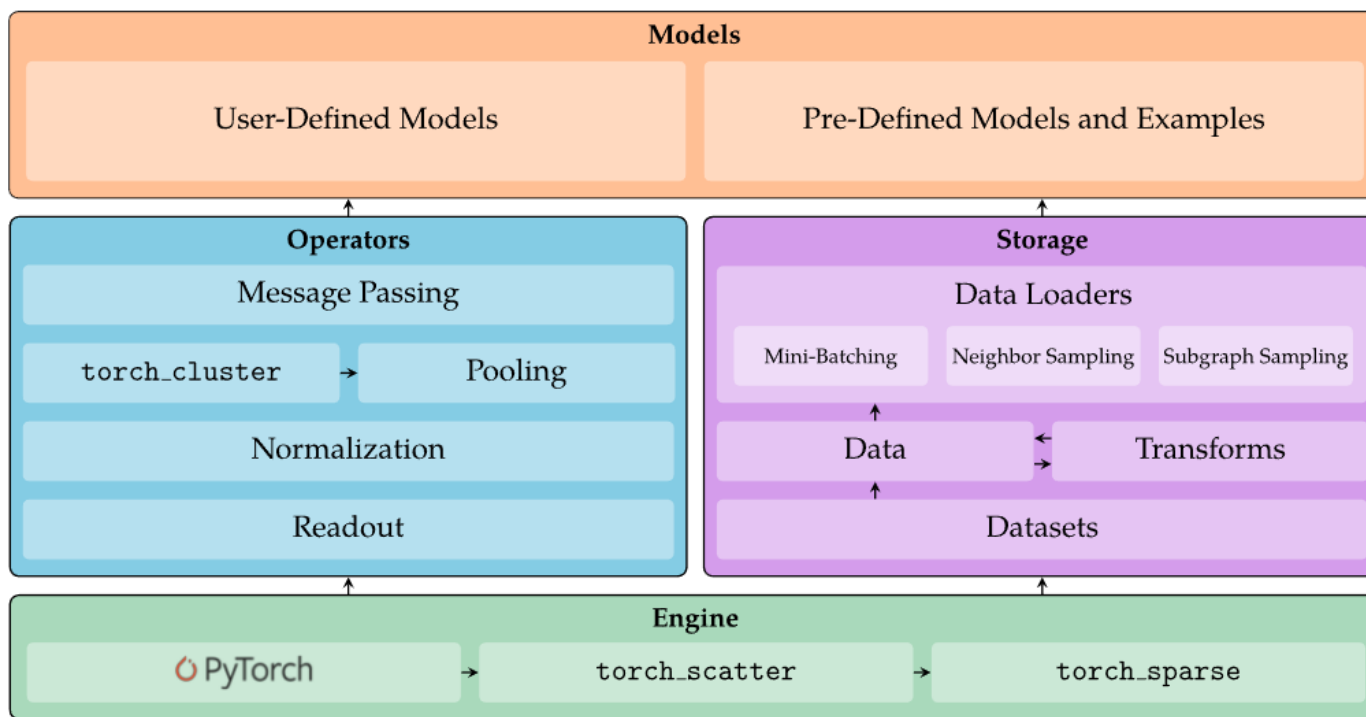 Models
User-Defined Models
Pre-Defined Models and Examples
Operators
Message Passing
torch_cluster
Pooling
Normalization
Readout
Storage
Data Loaders
Mini-Batching
Neighbor Sampling
Subgraph Sampling
Data
Transforms
Datasets
Engine
PyTorch
torch_scatter
torch_sparse